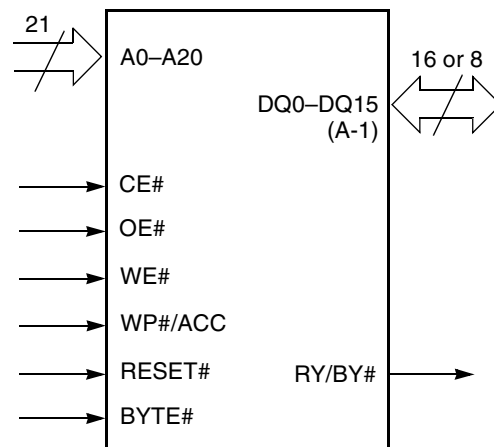 21
A0–A20
16 or 8
DQ0–DQ15
(A-1)
CE#
OE#
WE#
WP#/ACC
RESET#
RY/BY#
BYTE#